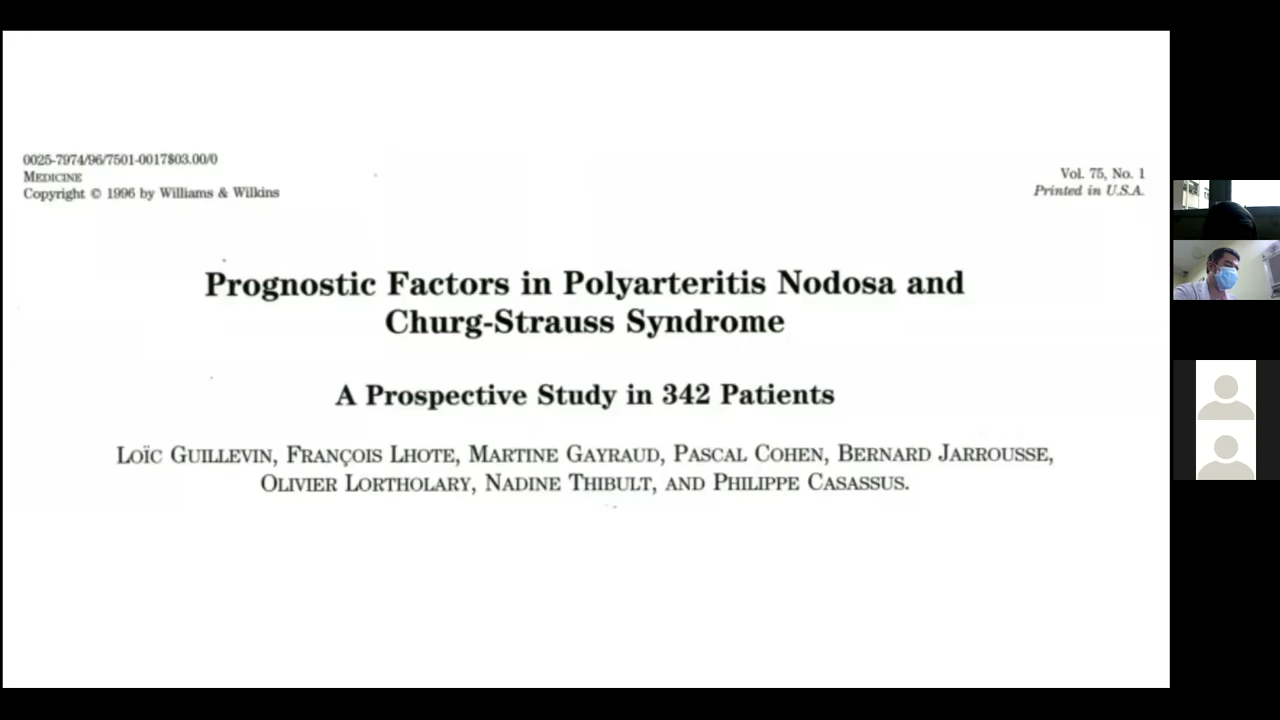 0025-7974/96/7501-0017$03.00/0
MEDICINE
Copyright © 1996 by Williams & Wilkins
Vol. 75, No. 1
Printed in U.S.A.
Prognostic Factors in Polyarteritis Nodosa and
Churg-Strauss Syndrome
A Prospective Study in 342 Patients
LOÏC GUILLEVIN, FRANÇOIS LHOTE, MARTINE GAYRAUD, PASCAL COHEN, BERNARD JARROUSSE,
OLIVIER LORTHOLARY, NADINE THIBULT, AND PHILIPPE CASASSUS.